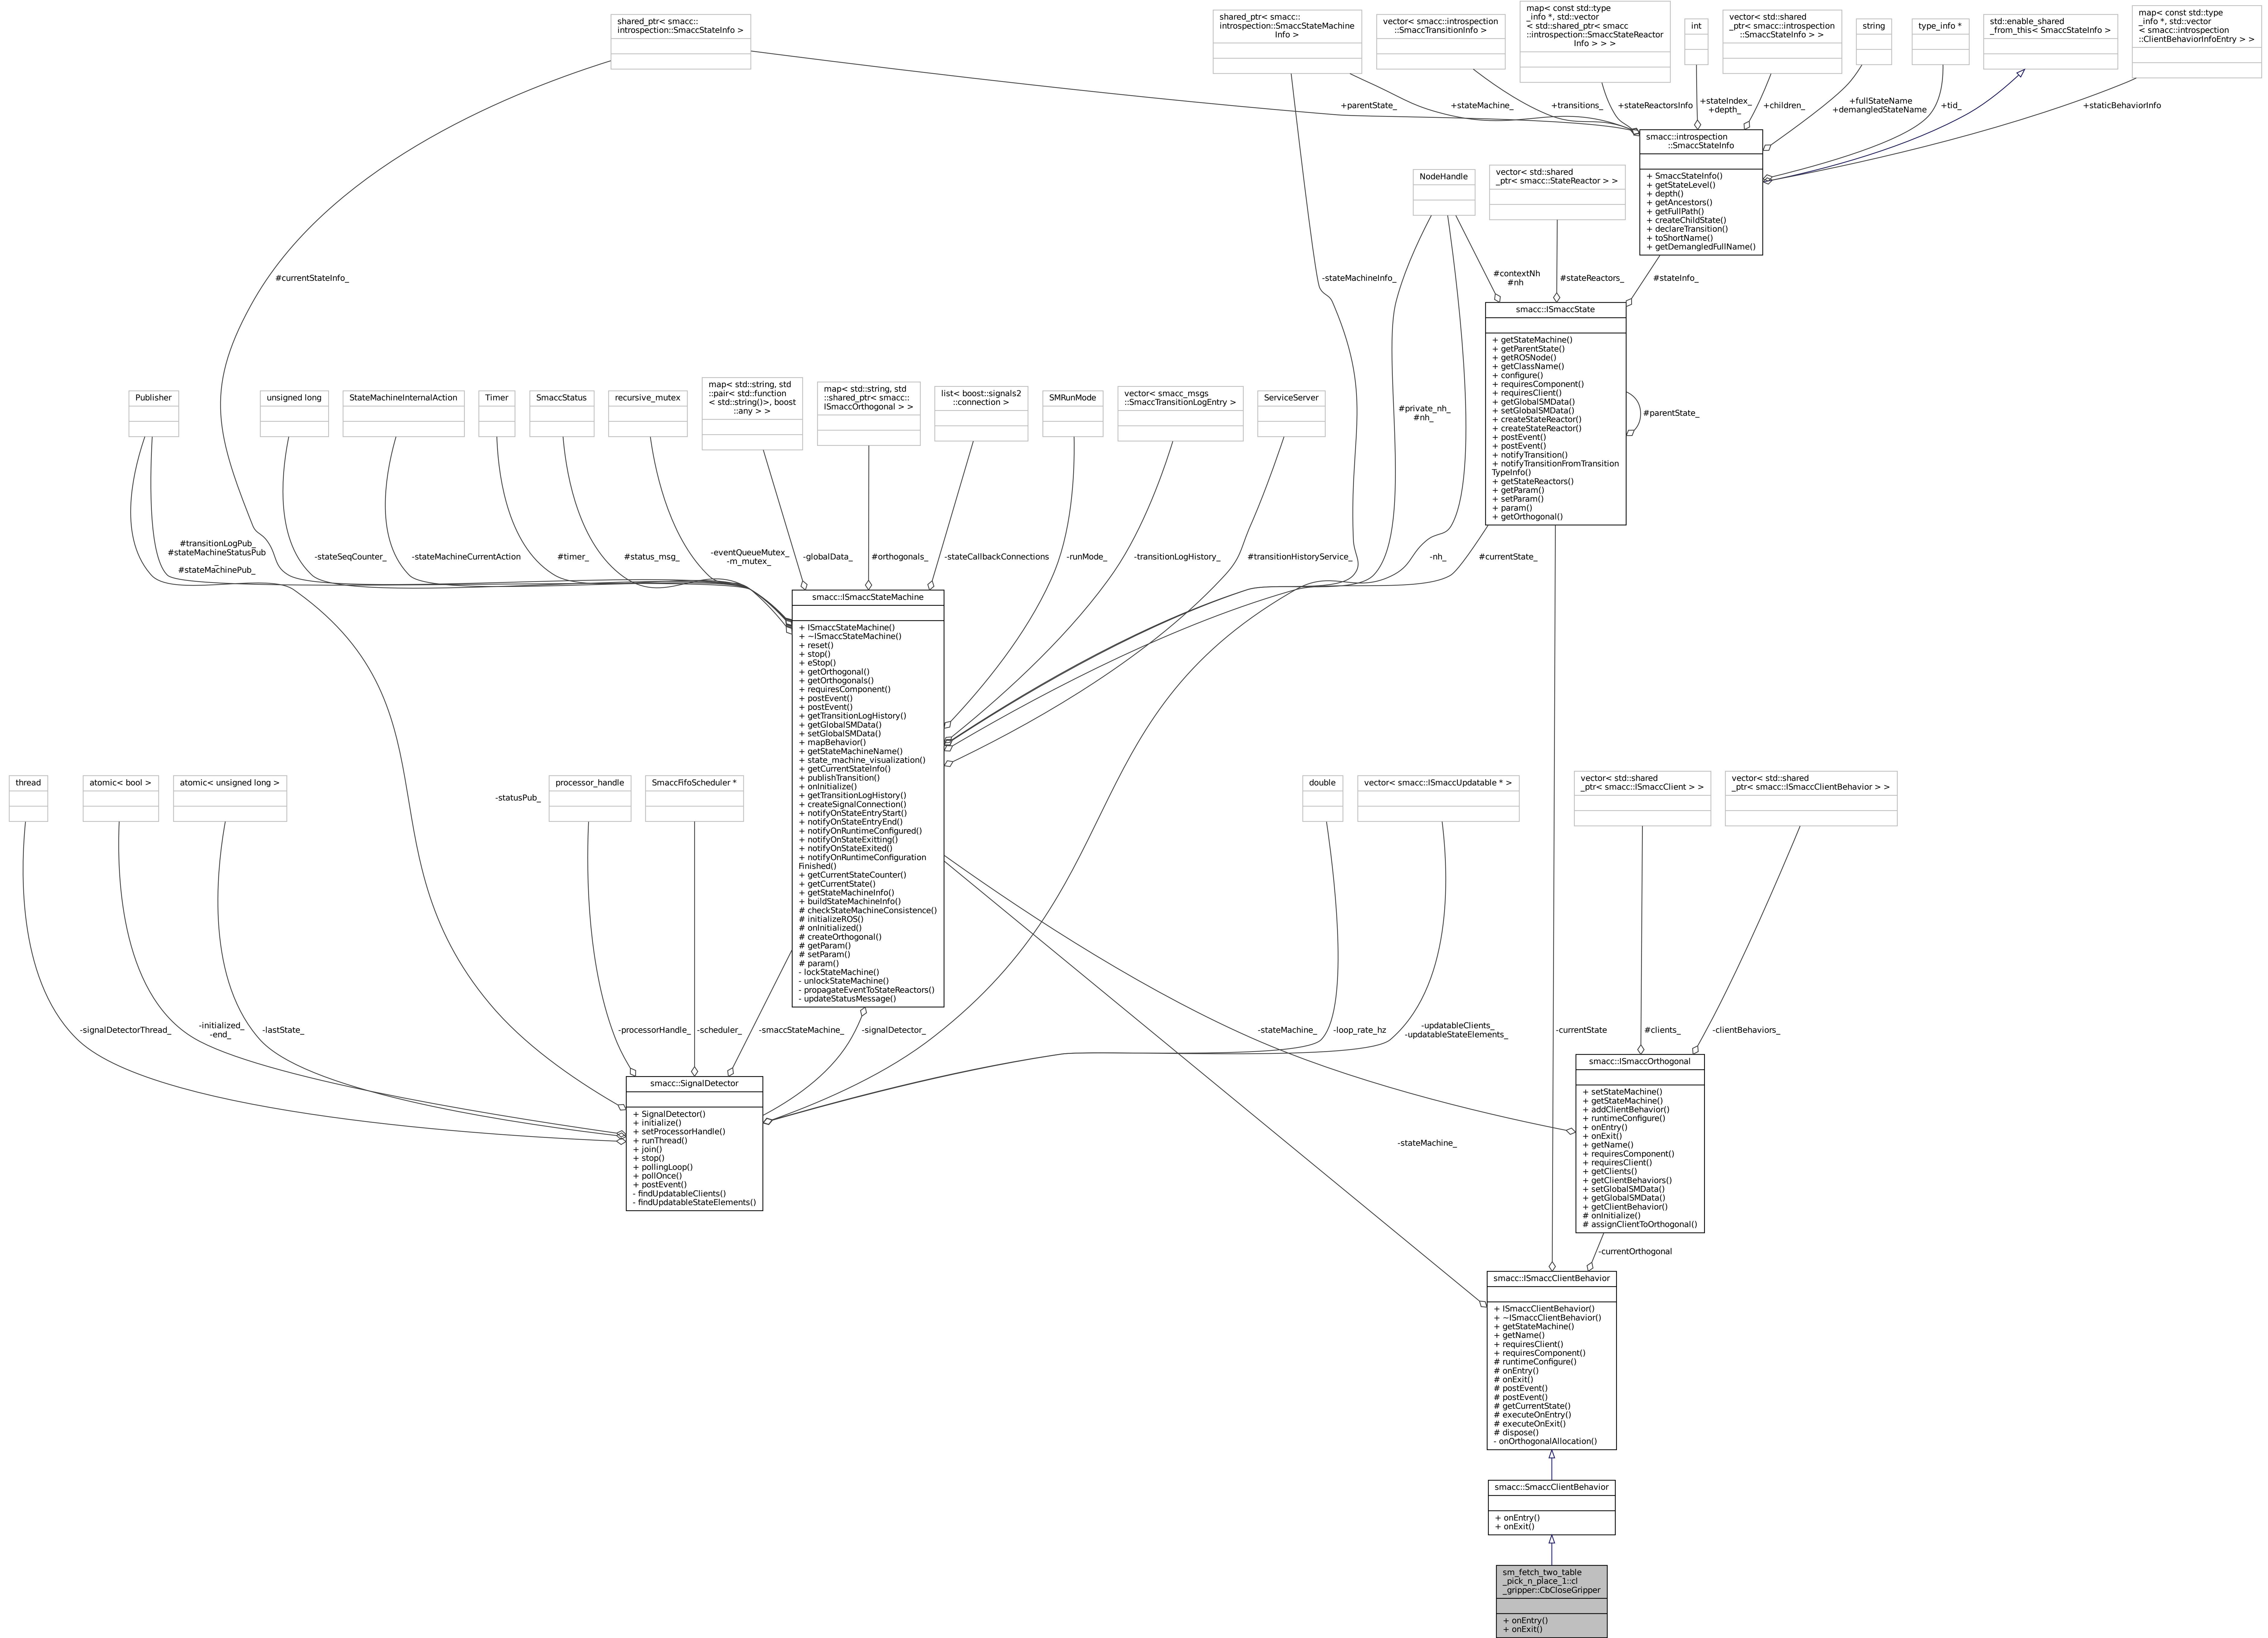 shared_ptr< smacc::
introspection::SmaccStateInfo >
shared_ptr< smacc::
introspection::SmaccStateMachine
Info >
vector< smacc::introspection
::SmaccTransitionInfo >
map< const std::type
_info *, std::vector
< std::shared_ptr< smacc
::introspection::SmaccStateReactor
Info > > >
int
vector< std::shared
_ptr< smacc::introspection
::SmaccStateInfo > >
string
type_info *
std::enable_shared
_from_this< SmaccStateInfo >
map< const std::type
_info *, std::vector
< smacc::introspection
::ClientBehaviorInfoEntry > >
+parentState_
+stateMachine_
+transitions_
+stateReactorsInfo
+stateIndex_
+depth_
+children_
+fullStateName
+demangledStateName
+tid_
+staticBehaviorInfo
smacc::introspection
::SmaccStateInfo
+ SmaccStateInfo()
+ getStateLevel()
+ depth()
+ getAncestors()
+ getFullPath()
+ createChildState()
+ declareTransition()
+ toShortName()
+ getDemangledFullName()
NodeHandle
vector< std::shared
_ptr< smacc::StateReactor > >
#currentStateInfo_
-stateMachineInfo_
#contextNh
#nh
#stateReactors_
#stateInfo_
smacc::ISmaccState
+ getStateMachine()
+ getParentState()
+ getROSNode()
+ getClassName()
+ configure()
+ requiresComponent()
+ requiresClient()
+ getGlobalSMData()
+ setGlobalSMData()
+ createStateReactor()
+ createStateReactor()
+ postEvent()
+ postEvent()
+ notifyTransition()
+ notifyTransitionFromTransition
TypeInfo()
+ getStateReactors()
+ getParam()
+ setParam()
+ param()
+ getOrthogonal()
#parentState_
#private_nh_
#nh_
Publisher
unsigned long
StateMachineInternalAction
Timer
SmaccStatus
recursive_mutex
map< std::string, std
::pair< std::function
< std::string()>, boost
::any > >
map< std::string, std
::shared_ptr< smacc::
ISmaccOrthogonal > >
list< boost::signals2
::connection >
SMRunMode
vector< smacc_msgs
::SmaccTransitionLogEntry >
ServiceServer
#transitionLogPub_
#stateMachineStatusPub
_
#stateMachinePub_
-stateSeqCounter_
-stateMachineCurrentAction
#timer_
#status_msg_
-eventQueueMutex_
-m_mutex_
-globalData_
#orthogonals_
-stateCallbackConnections
-runMode_
-transitionLogHistory_
#transitionHistoryService_
-nh_
#currentState_
smacc::ISmaccStateMachine
+ ISmaccStateMachine()
+ ~ISmaccStateMachine()
+ reset()
+ stop()
+ eStop()
+ getOrthogonal()
+ getOrthogonals()
+ requiresComponent()
+ postEvent()
+ postEvent()
+ getTransitionLogHistory()
+ getGlobalSMData()
+ setGlobalSMData()
+ mapBehavior()
+ getStateMachineName()
+ state_machine_visualization()
+ getCurrentStateInfo()
+ publishTransition()
+ onInitialize()
+ getTransitionLogHistory()
+ createSignalConnection()
+ notifyOnStateEntryStart()
+ notifyOnStateEntryEnd()
+ notifyOnRuntimeConfigured()
+ notifyOnStateExitting()
+ notifyOnStateExited()
+ notifyOnRuntimeConfiguration
Finished()
+ getCurrentStateCounter()
+ getCurrentState()
+ getStateMachineInfo()
+ buildStateMachineInfo()
# checkStateMachineConsistence()
# initializeROS()
# onInitialized()
# createOrthogonal()
# getParam()
# setParam()
# param()
- lockStateMachine()
- unlockStateMachine()
- propagateEventToStateReactors()
- updateStatusMessage()
thread
atomic< bool >
atomic< unsigned long >
-statusPub_
processor_handle
SmaccFifoScheduler *
double
vector< smacc::ISmaccUpdatable * >
vector< std::shared
_ptr< smacc::ISmaccClient > >
vector< std::shared
_ptr< smacc::ISmaccClientBehavior > >
-signalDetectorThread_
-initialized_
-end_
-lastState_
-processorHandle_
-scheduler_
-smaccStateMachine_
-signalDetector_
-stateMachine_
-loop_rate_hz
-updatableClients_
-updatableStateElements_
-currentState
#clients_
-clientBehaviors_
smacc::SignalDetector
+ SignalDetector()
+ initialize()
+ setProcessorHandle()
+ runThread()
+ join()
+ stop()
+ pollingLoop()
+ pollOnce()
+ postEvent()
- findUpdatableClients()
- findUpdatableStateElements()
smacc::ISmaccOrthogonal
+ setStateMachine()
+ getStateMachine()
+ addClientBehavior()
+ runtimeConfigure()
+ onEntry()
+ onExit()
+ getName()
+ requiresComponent()
+ requiresClient()
+ getClients()
+ getClientBehaviors()
+ setGlobalSMData()
+ getGlobalSMData()
+ getClientBehavior()
# onInitialize()
# assignClientToOrthogonal()
-stateMachine_
-currentOrthogonal
smacc::ISmaccClientBehavior
+ ISmaccClientBehavior()
+ ~ISmaccClientBehavior()
+ getStateMachine()
+ getName()
+ requiresClient()
+ requiresComponent()
# runtimeConfigure()
# onEntry()
# onExit()
# postEvent()
# postEvent()
# getCurrentState()
# executeOnEntry()
# executeOnExit()
# dispose()
- onOrthogonalAllocation()
smacc::SmaccClientBehavior
+ onEntry()
+ onExit()
sm_fetch_two_table
_pick_n_place_1::cl
_gripper::CbCloseGripper
+ onEntry()
+ onExit()